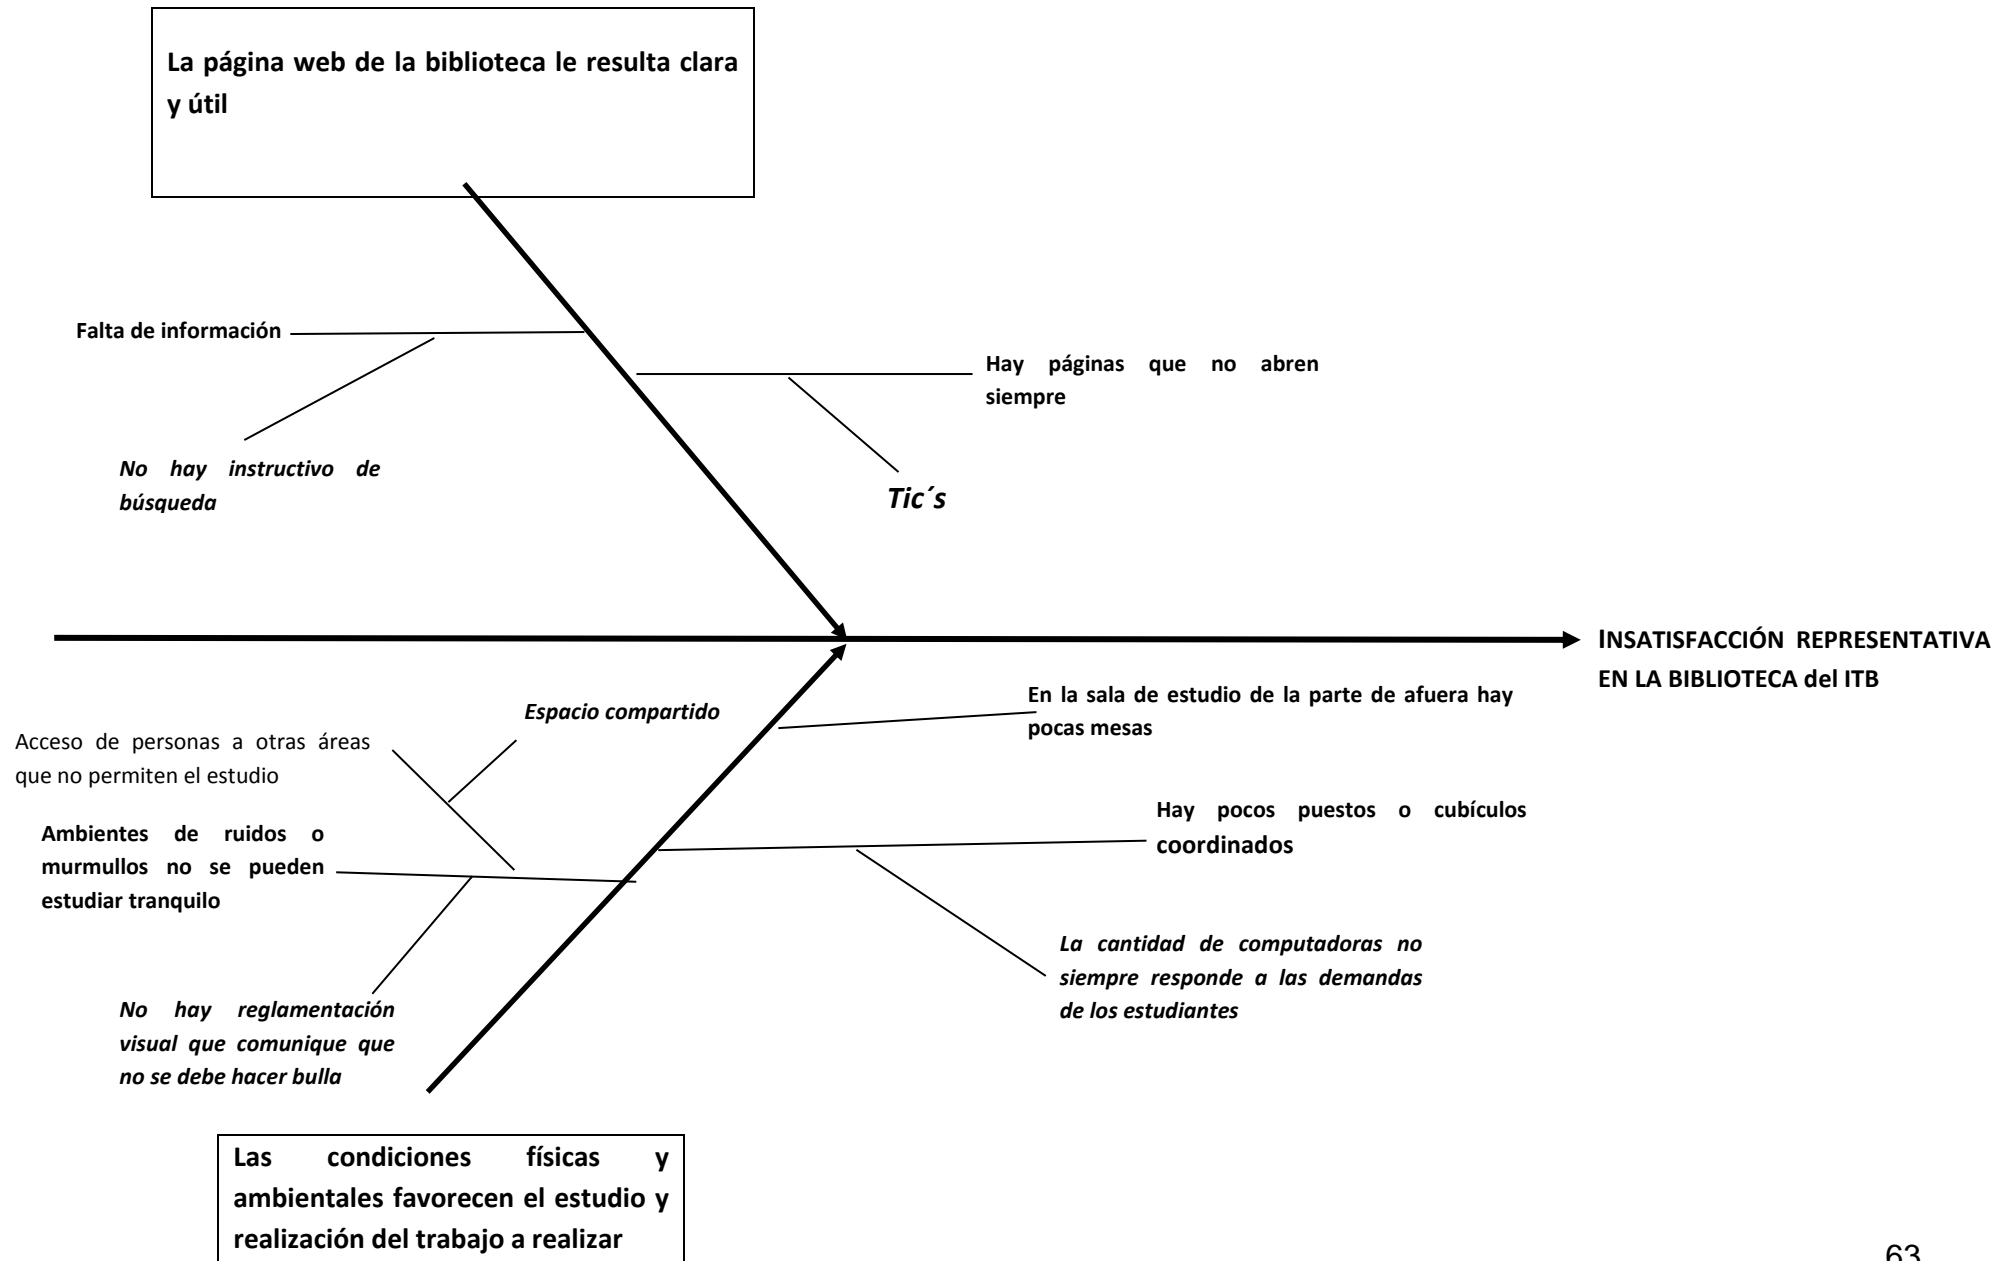 La página web de la biblioteca le resulta clara
y útil
Falta de información
Hay páginas que no abren
siempre
No hay instructivo de
búsqueda
Tic´s
INSATISFACCIÓN REPRESENTATIVA
EN LA BIBLIOTECA del ITB
Espacio compartido
En la sala de estudio de la parte de afuera hay
pocas mesas
Acceso de personas a otras áreas
que no permiten el estudio
Hay pocos puestos o cubículos
coordinados
Ambientes de ruidos o
murmullos no se pueden
estudiar tranquilo
La cantidad de computadoras no
siempre responde a las demandas
de los estudiantes
No hay reglamentación
visual que comunique que
no se debe hacer bulla
Las condiciones físicas y
ambientales favorecen el estudio y
realización del trabajo a realizar
63